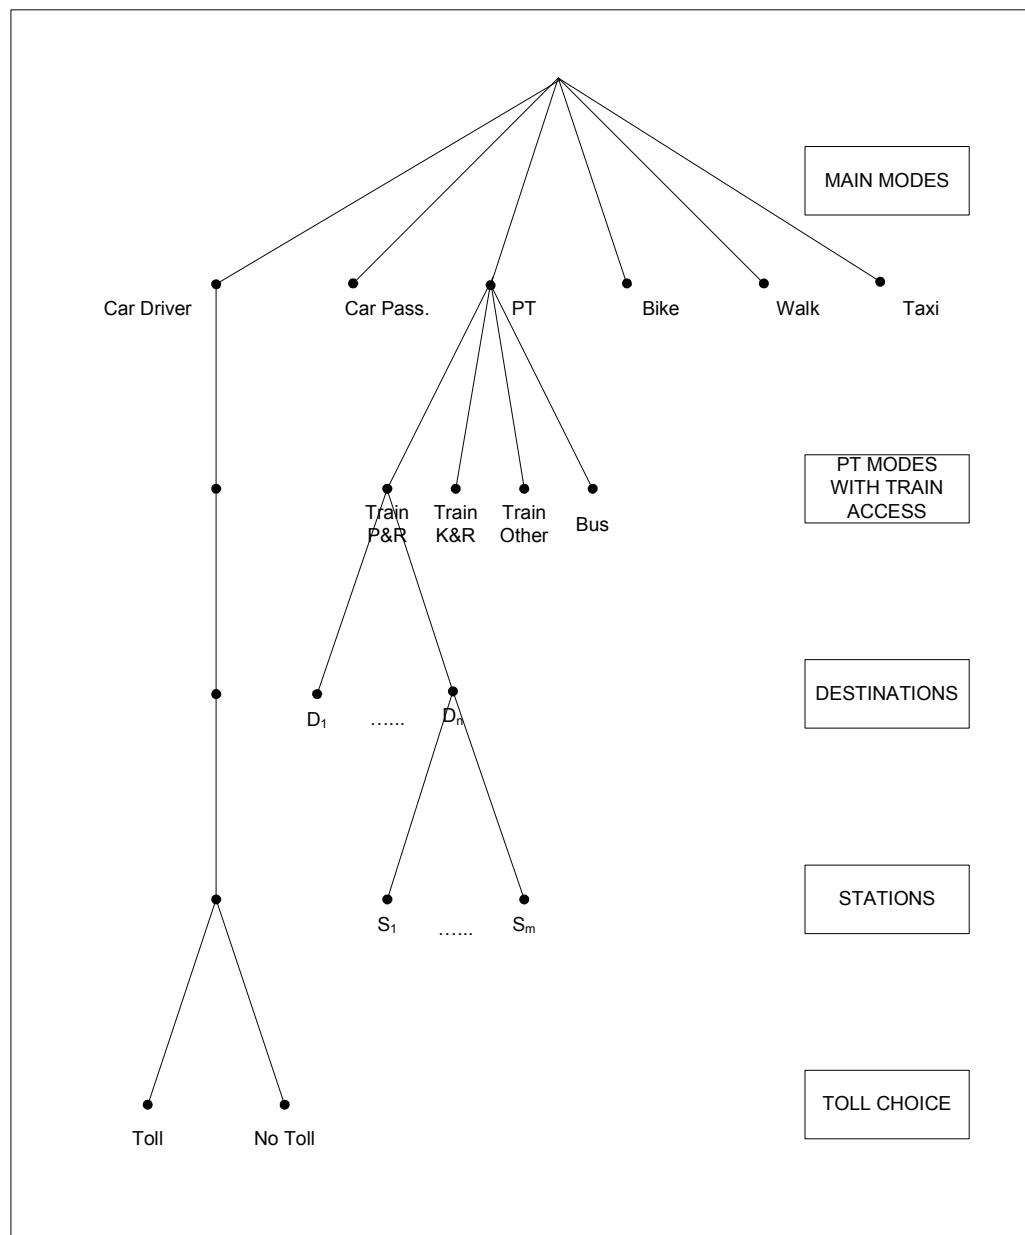 MAIN MODES
Car Driver
Car Pass.
PT
Bike
Walk
Taxi
PT MODES
WITH TRAIN
ACCESS
Train
P&R
Train
K&R
Train
Other
Bus
DESTINATIONS
D₁
…...
Dₙ
STATIONS
S₁
…...
Sₘ
TOLL CHOICE
Toll
No Toll